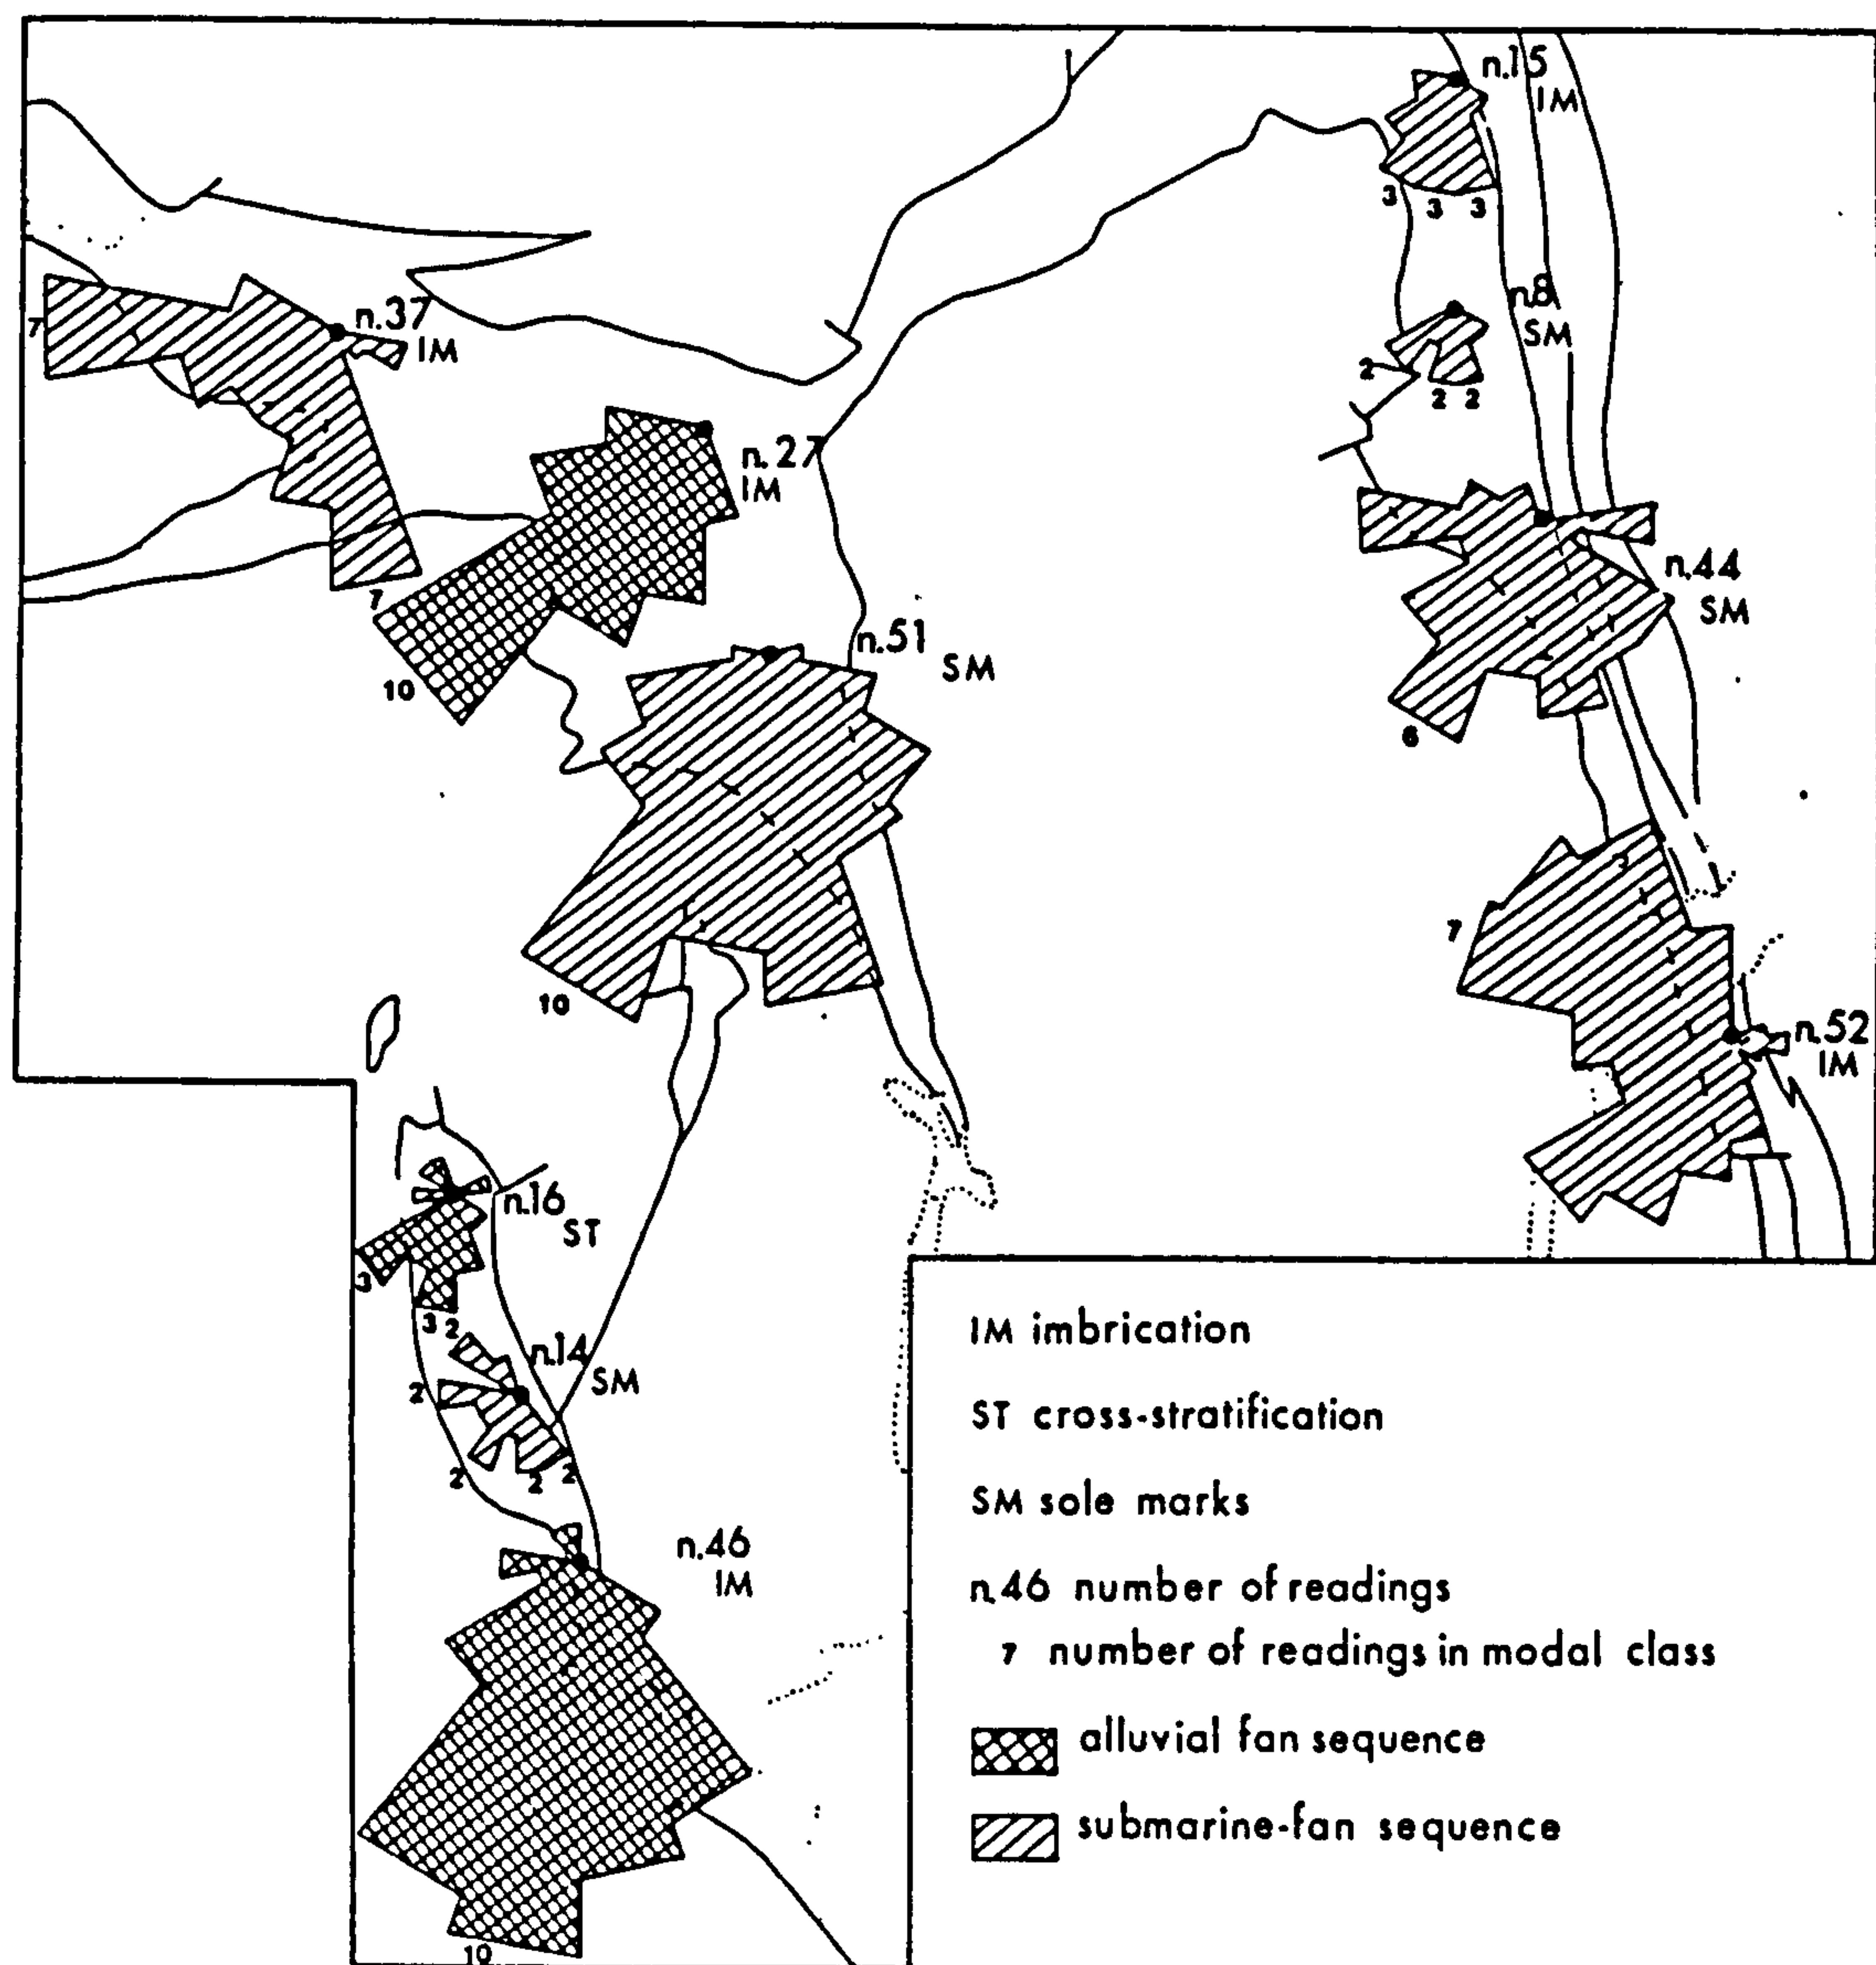 n.15
IM
3 3 3
n.8
SM
2
2 2
n.37
IM
7
7
n.27
IM
10
n.44
SM
6
n.51
SM
10
7
n.52
IM
n.16
ST
3
3
n.14
SM
2
2
2 2 2
n.46
IM
10
IM imbrication
ST cross-stratification
SM sole marks
n.46 number of readings
7 number of readings in modal class
alluvial fan sequence
submarine-fan sequence